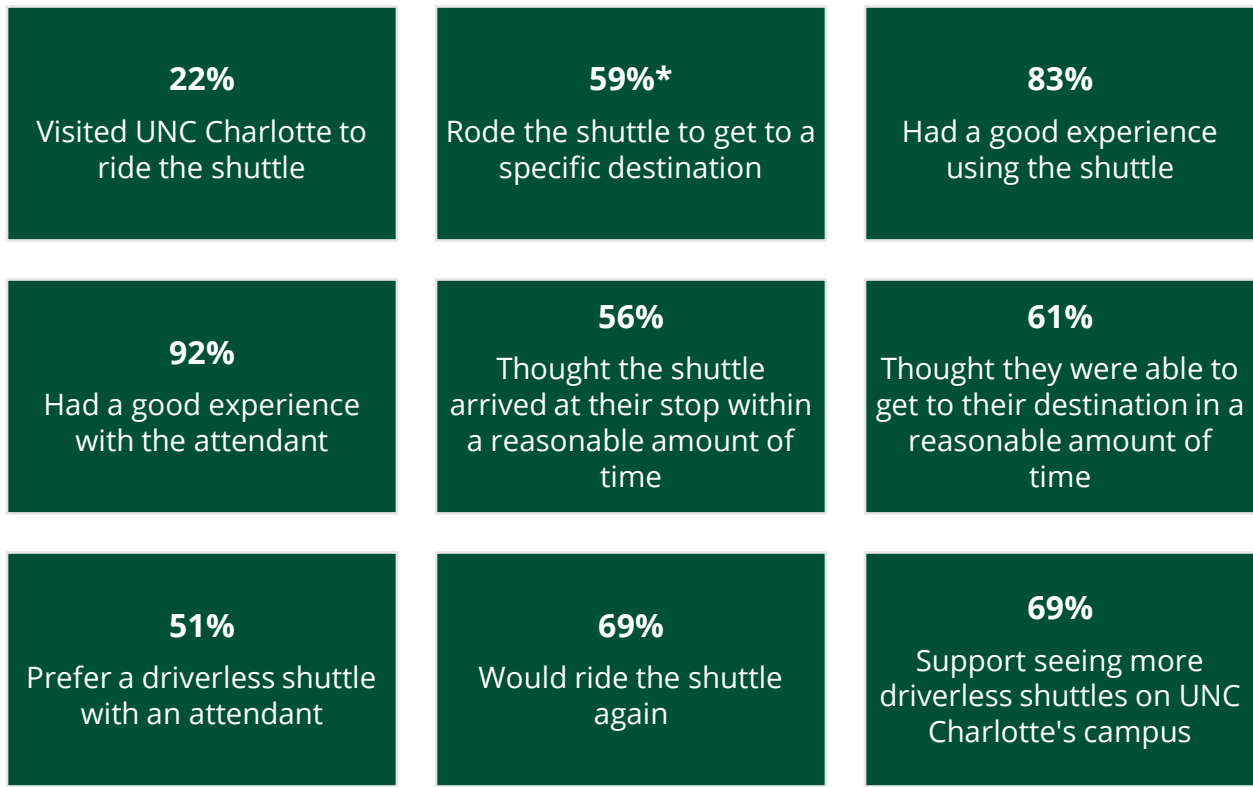 22%
Visited UNC Charlotte to
ride the shuttle
59%*
Rode the shuttle to get to a
specific destination
83%
Had a good experience
using the shuttle
92%
Had a good experience
with the attendant
56%
Thought the shuttle
arrived at their stop within
a reasonable amount of
time
61%
Thought they were able to
get to their destination in a
reasonable amount of
time
51%
Prefer a driverless shuttle
with an attendant
69%
Would ride the shuttle
again
69%
Support seeing more
driverless shuttles on UNC
Charlotte's campus